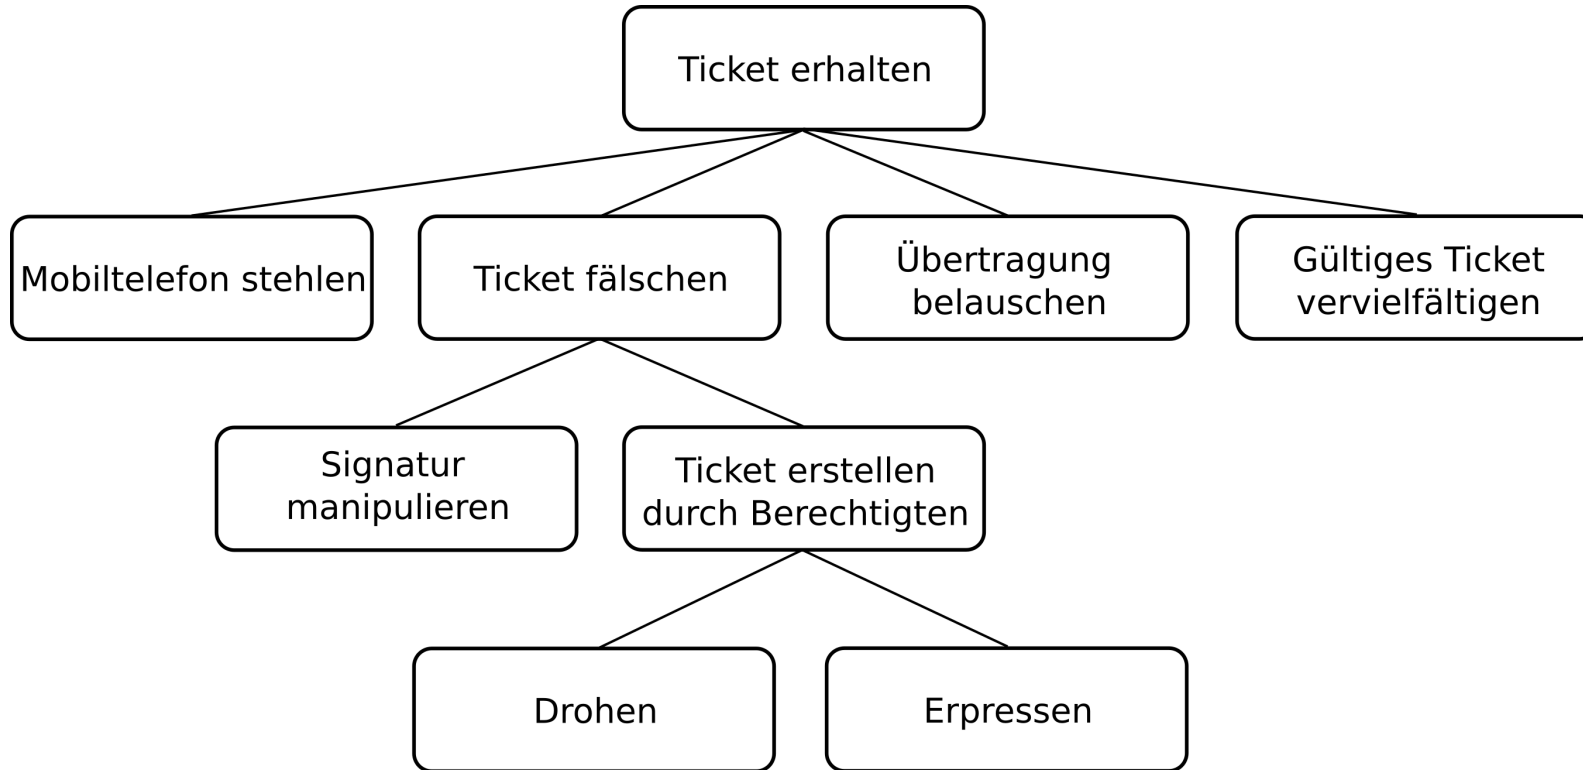 Ticket erhalten
Mobiltelefon stehlen
Ticket fälschen
Übertragung
belauschen
Gültiges Ticket
vervielfältigen
Signatur
manipulieren
Ticket erstellen
durch Berechtigten
Drohen
Erpressen